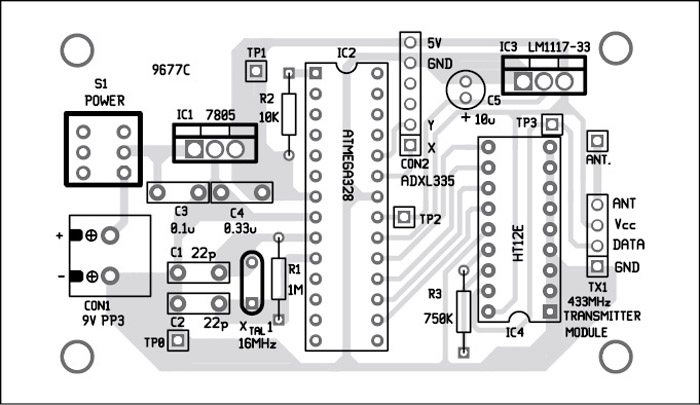 TP1
IC2
5V
GND
IC3 LM1117-33
9677C
S1
POWER
R2
10K
IC1 7805
ATMEGA328
C5
+ 10u
TP3
Y
X
CON2
ADXL335
ANT.
C3
0.1u
C4
0.33u
TP2
HT12E
ANT
Vcc
DATA
GND
+
-
C1 22p
R1
1M
CON1
9V PP3
C2 22p
XTAL1
16MHz
TP0
R3
750K
IC4
TX1
433MHz
TRANSMITTER
MODULE